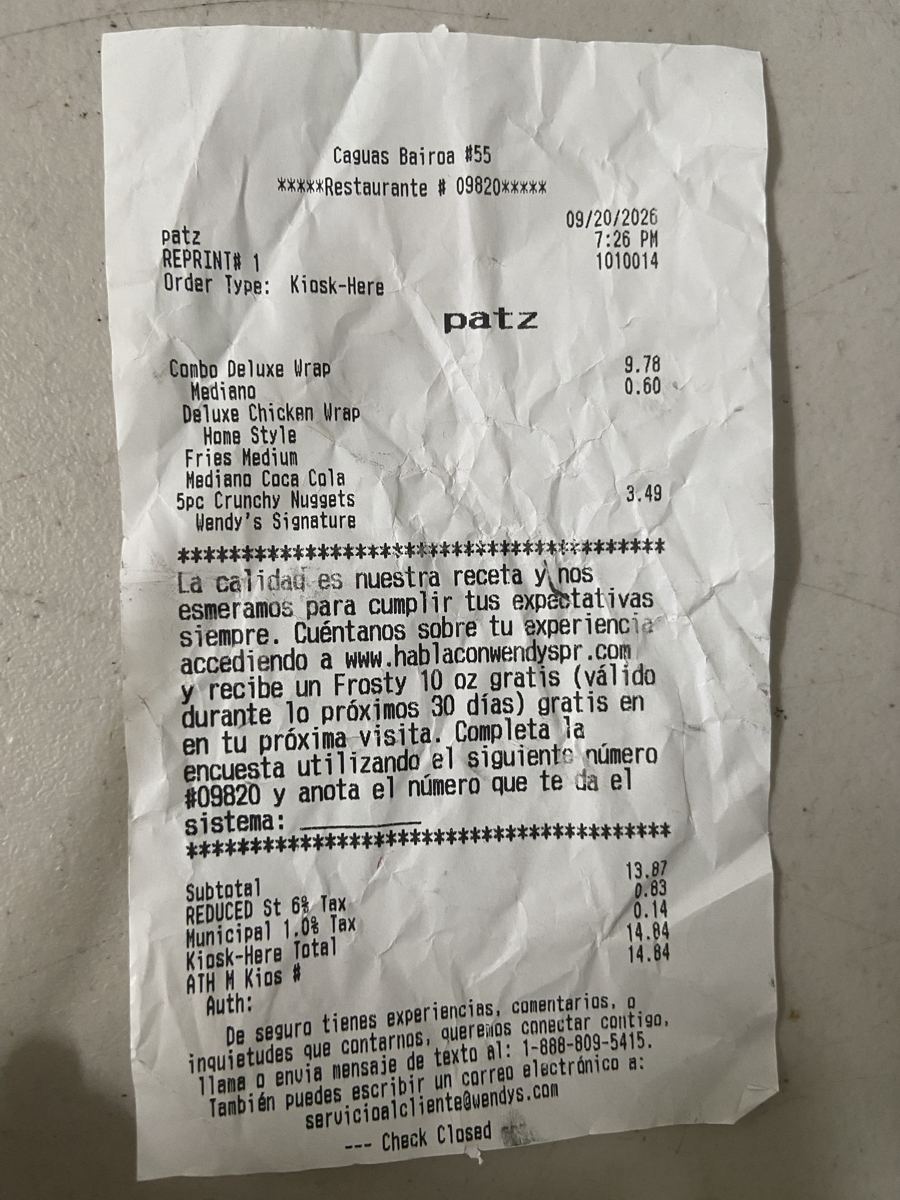 Caguas Bairoa #55
*****Restaurante # 09820*****
09/20/2026
patz 7:26 PM
REPRINT# 1 1010014
Order Type: Kiosk-Here
patz
Combo Deluxe Wrap 9.78
Mediano 0.60
Deluxe Chicken Wrap
Home Style
Fries Medium
Mediano Coca Cola
5pc Crunchy Nuggets 3.49
Wendy's Signature
******************************************
La calidad es nuestra receta y nos
esmeramos para cumplir tus expectativas
siempre. Cuéntanos sobre tu experiencia
accediendo a www.hablaconwendyspr.com
y recibe un Frosty 10 oz gratis (válido
durante lo próximos 30 días) gratis en
en tu próxima visita. Completa la
encuesta utilizando el siguiente número
#09820 y anota el número que te da el
sistema: __________
******************************************
Subtotal 13.87
REDUCED St 6% Tax 0.83
Municipal 1.0% Tax 0.14
Kiosk-Here Total 14.84
ATH M Kios # 14.84
Auth:
De seguro tienes experiencias, comentarios, o
inquietudes que contarnos, queremos conectar contigo,
llama o envia mensaje de texto al: 1-888-809-5415.
También puedes escribir un correo electrónico a:
servicioalcliente@wendys.com
--- Check Closed